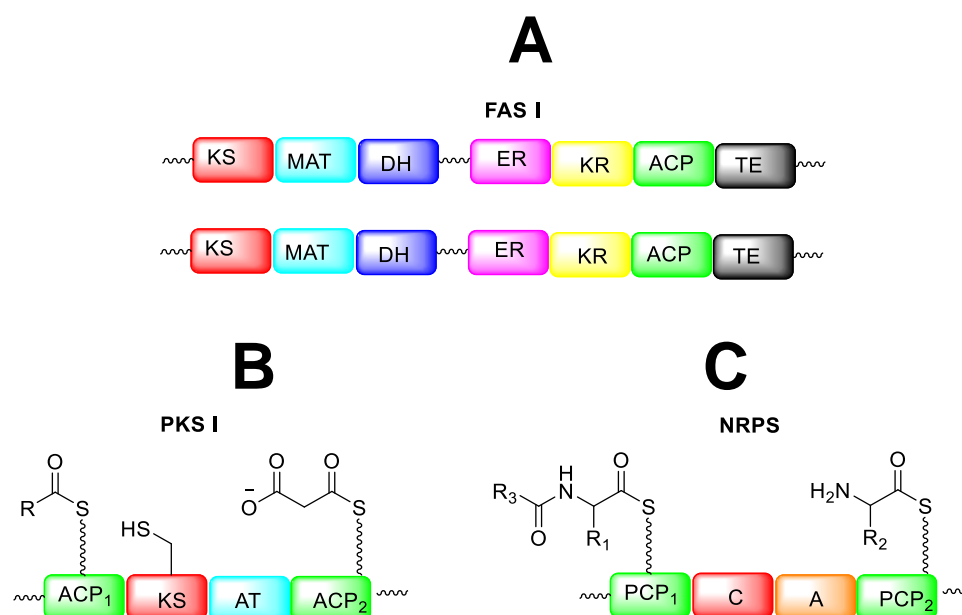 A
FAS I
KS MAT DH ER KR ACP TE
KS MAT DH ER KR ACP TE
B
PKS I
O
R
S
HS
O O
⁻O
S
ACP₁ KS AT ACP₂
C
NRPS
H
R₃ N O
S
O R₁
O
H₂N S
R₂
PCP₁ C A PCP₂